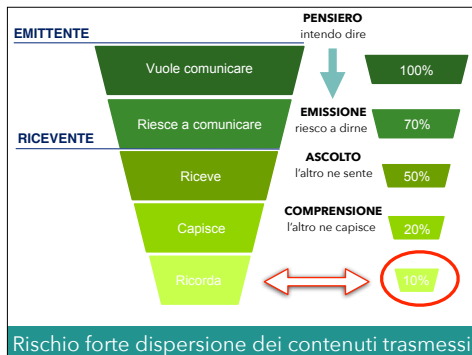 PENSIERO
intendo dire
EMITTENTE
Vuole comunicare
100%
Riesce a comunicare
EMISSIONE
riesco a dirne
70%
RICEVENTE
Riceve
ASCOLTO
l'altro ne sente
50%
Capisce
COMPRENSIONE
l'altro ne capisce
20%
Ricorda
10%
Rischio forte dispersione dei contenuti trasmessi